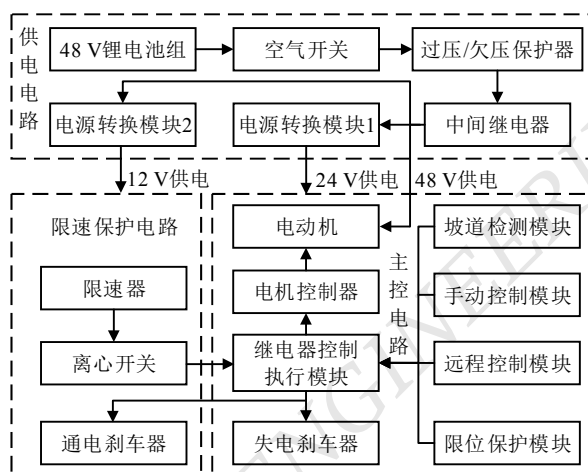 供电电路
48 V锂电池组
空气开关
过压/欠压保护器
电源转换模块2
电源转换模块1
中间继电器
12 V供电
24 V供电
48 V供电
限速保护电路
电动机
坡道检测模块
限速器
电机控制器
主控电路
手动控制模块
离心开关
继电器控制
执行模块
远程控制模块
通电刹车器
失电刹车器
限位保护模块
ENGINEERI